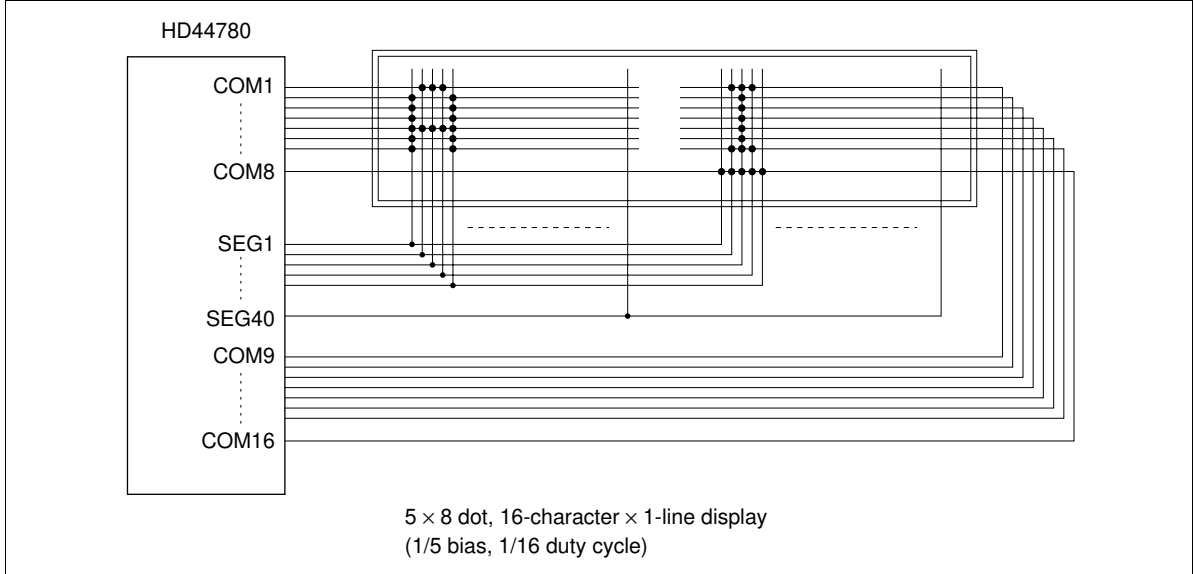 HD44780
COM1
COM8
SEG1
SEG40
COM9
COM16
5 × 8 dot, 16-character × 1-line display
(1/5 bias, 1/16 duty cycle)